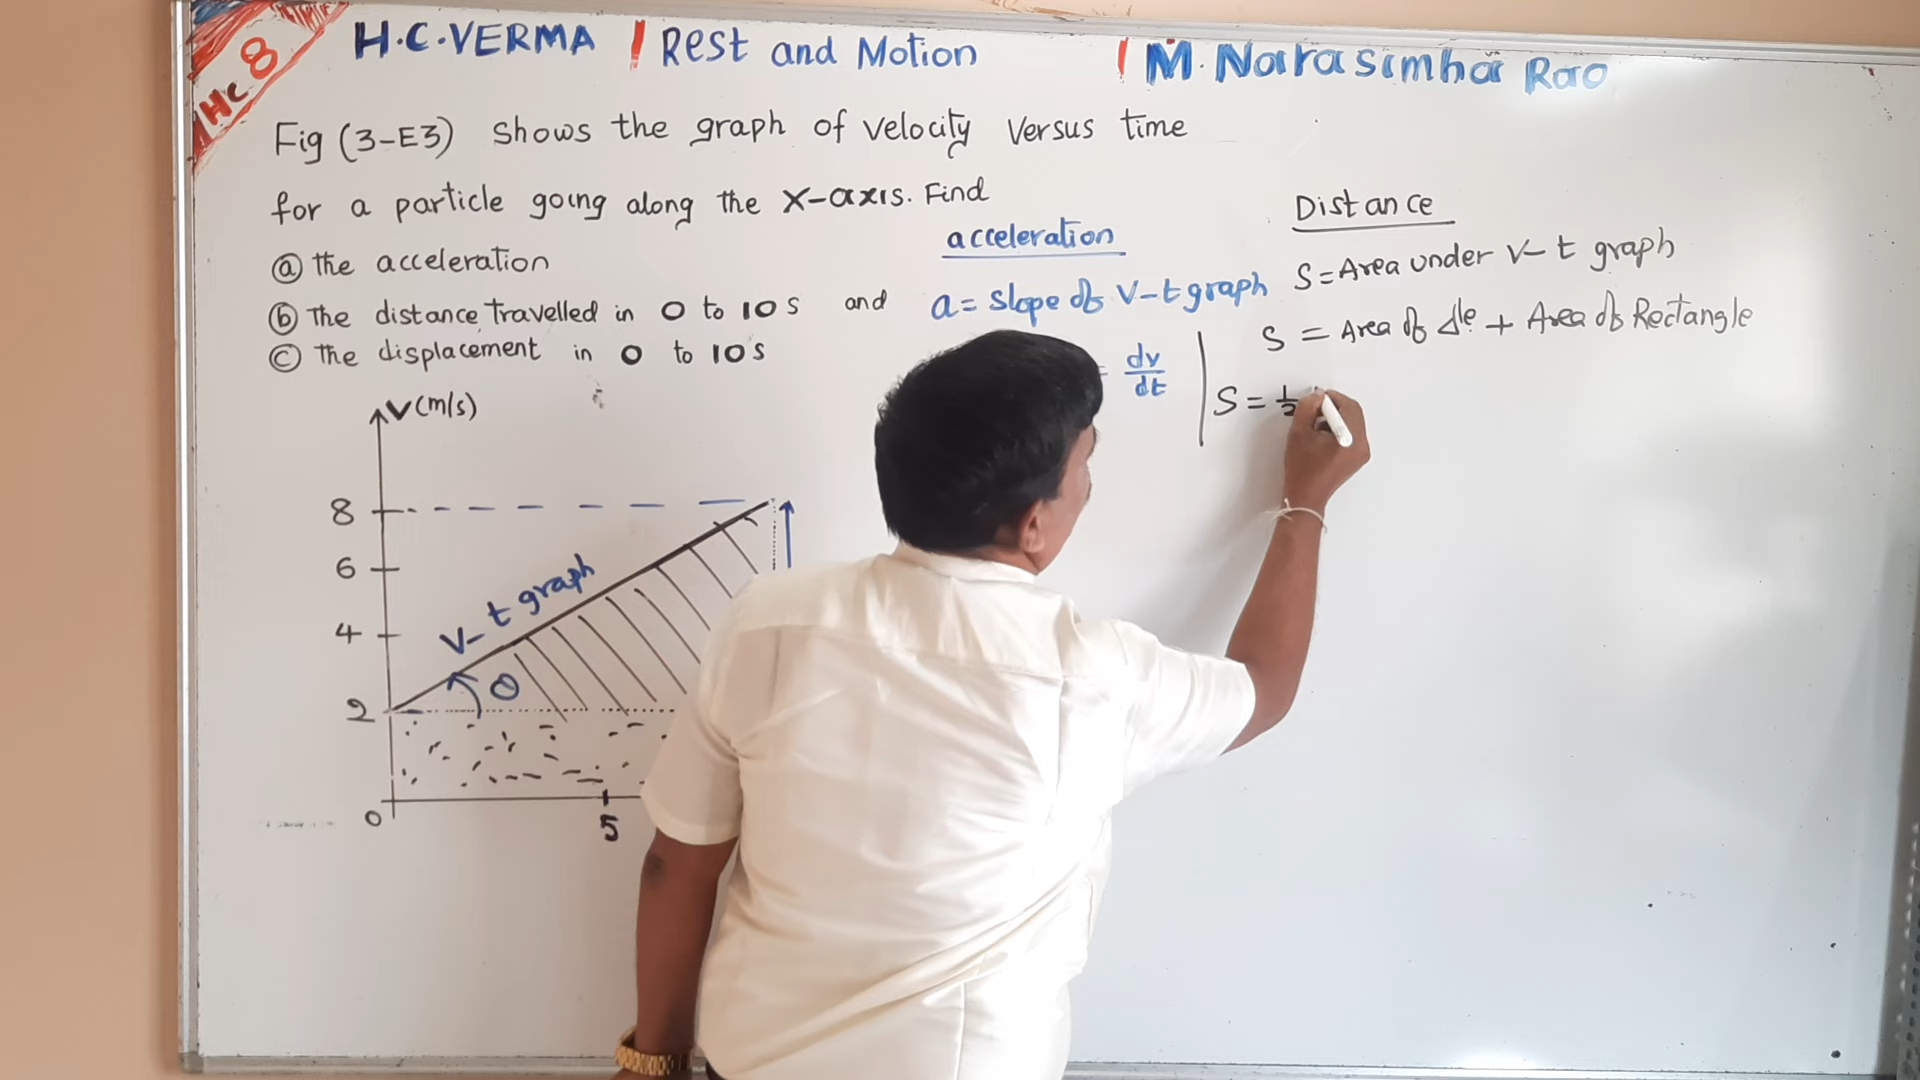 HC 8
H.C.VERMA | Rest and Motion | M. Narasimha Rao
Fig (3-E3) Shows the graph of velocity Versus time
for a particle going along the X-axis. Find
ⓐ the acceleration
ⓑ the distance travelled in 0 to 10 s and
ⓒ the displacement in 0 to 10 s
acceleration
a = slope of V-t graph
= dv/dt
Distance
S = Area under V-t graph
S = Area of Δle + Area of Rectangle
S = 1/2
V(m/s)
8
6
4
2
0
5
V-t graph
θ